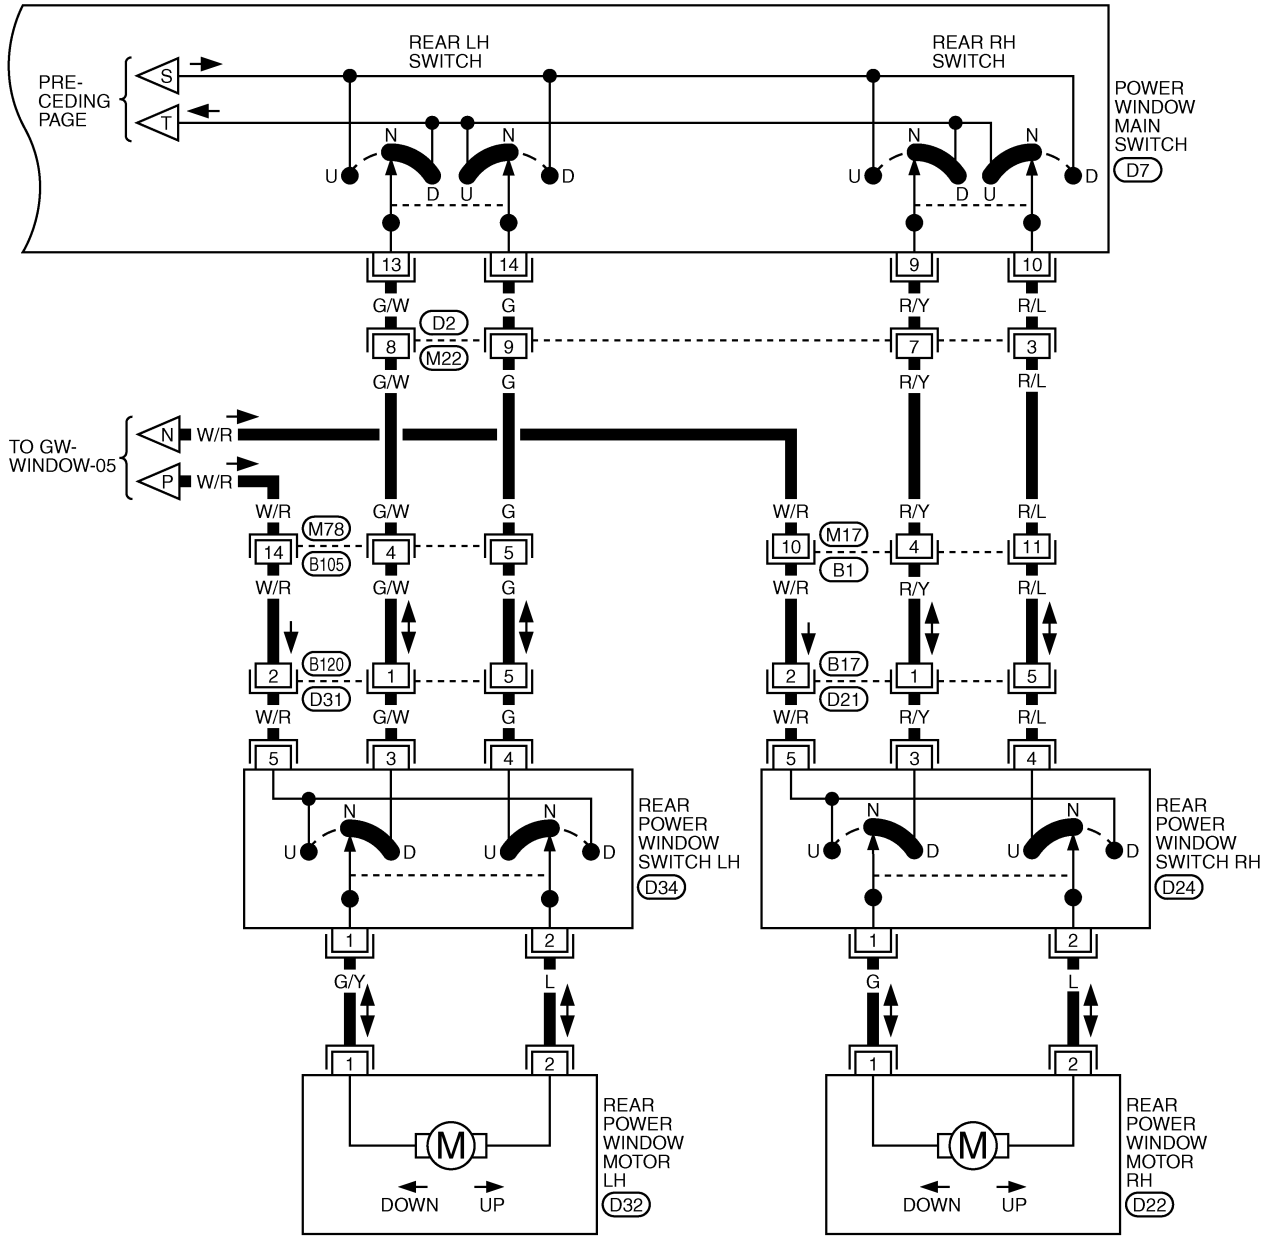 REAR LH
SWITCH
REAR RH
SWITCH
PRE-
CEDING
PAGE
S
T
POWER
WINDOW
MAIN
SWITCH
D7
N N N N
U D U D U D U D
13 14 9 10
G/W G R/Y R/L
D2
8 9 7 3
M22
G/W G R/Y R/L
TO GW-
WINDOW-05
N W/R
P W/R
W/R G/W G W/R R/Y R/L
M78 M17
14 4 5 10 4 11
B105 B1
W/R G/W G W/R R/Y R/L
B120 B17
2 1 5 2 1 5
D31 D21
W/R G/W G W/R R/Y R/L
5 3 4 5 3 4
N N N N
U D U D U D U D
REAR
POWER
WINDOW
SWITCH LH
D34
REAR
POWER
WINDOW
SWITCH RH
D24
1 2 1 2
G/Y L G L
1 2 1 2
M M
DOWN UP
REAR
POWER
WINDOW
MOTOR
LH
D32
DOWN UP
REAR
POWER
WINDOW
MOTOR
RH
D22